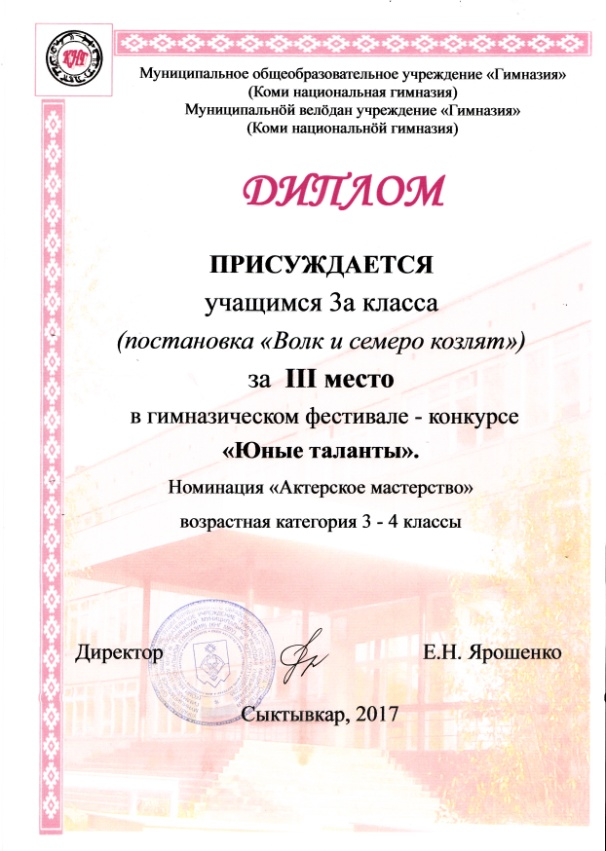 КНГ
Муниципальное общеобразовательное учреждение «Гимназия»
(Коми национальная гимназия)
Муниципальнӧй велӧдан учреждение «Гимназия»
(Коми национальнӧй гимназия)
ДИПЛОМ
ПРИСУЖДАЕТСЯ
учащимся 3а класса
(постановка «Волк и семеро козлят»)
за III место
в гимназическом фестивале - конкурсе
«Юные таланты».
Номинация «Актерское мастерство»
возрастная категория 3 - 4 классы
Директор Е.Н. Ярошенко
Сыктывкар, 2017